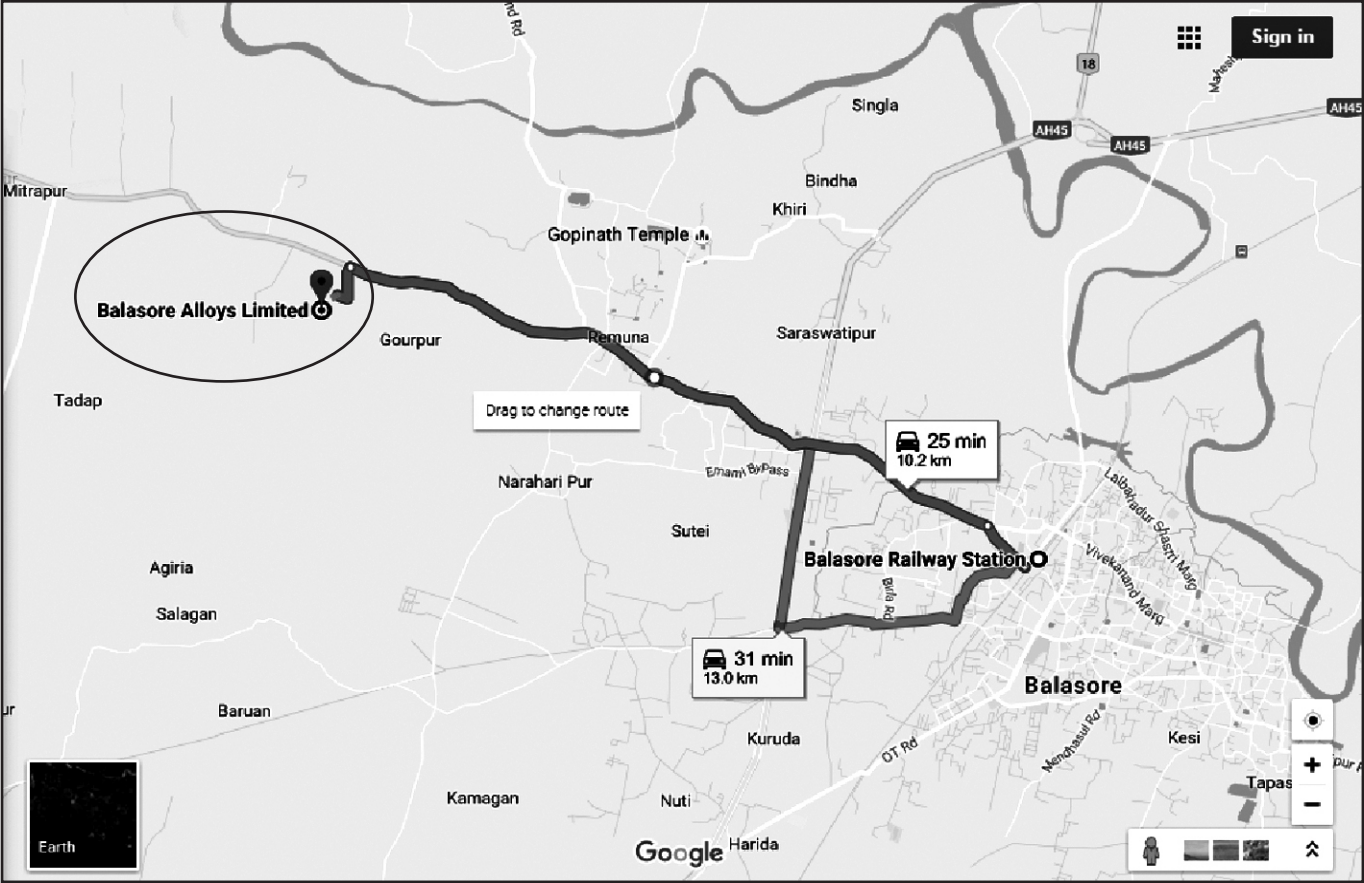 Sign in
18
AH45
AH45
AH45
Singla
Bindha
Khiri
Mitrapur
Gopinath Temple
Balasore Alloys Limited
Gourpur
Remuna
Saraswatipur
Tadap
Drag to change route
25 min
10.2 km
Emami Bypass
Narahari Pur
Sutei
Lalbahadur Shastri Marg
Vivekanand Marg
Balasore Railway Station
Agiria
Salagan
Birla Rd
31 min
13.0 km
Balasore
Baruan
Kuruda
OT Rd
Kesi
Tapas
Kamagan
Nuti
Harida
Earth
Google
+
−